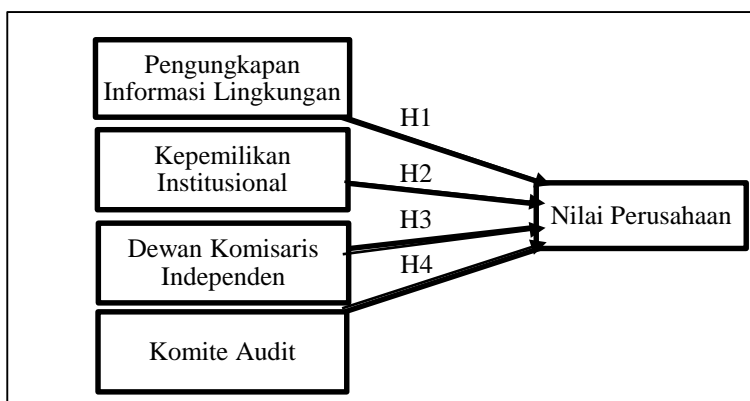 Pengungkapan
Informasi Lingkungan
H1
Kepemilikan
Institusional
H2
Nilai Perusahaan
Dewan Komisaris
Independen
H3
H4
Komite Audit